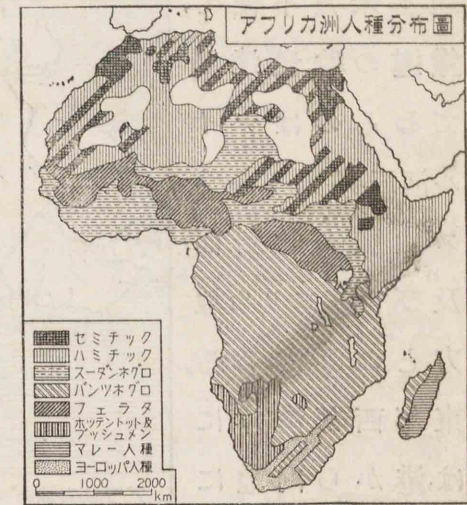 アフリカ洲人種分布圖
セミチック
ハミチック
スーダンネグロ
バンツネグロ
フェラタ
ホッテントット&
ブッシュメン
マレー人種
ヨーロッパ人種
0 1000 2000
km